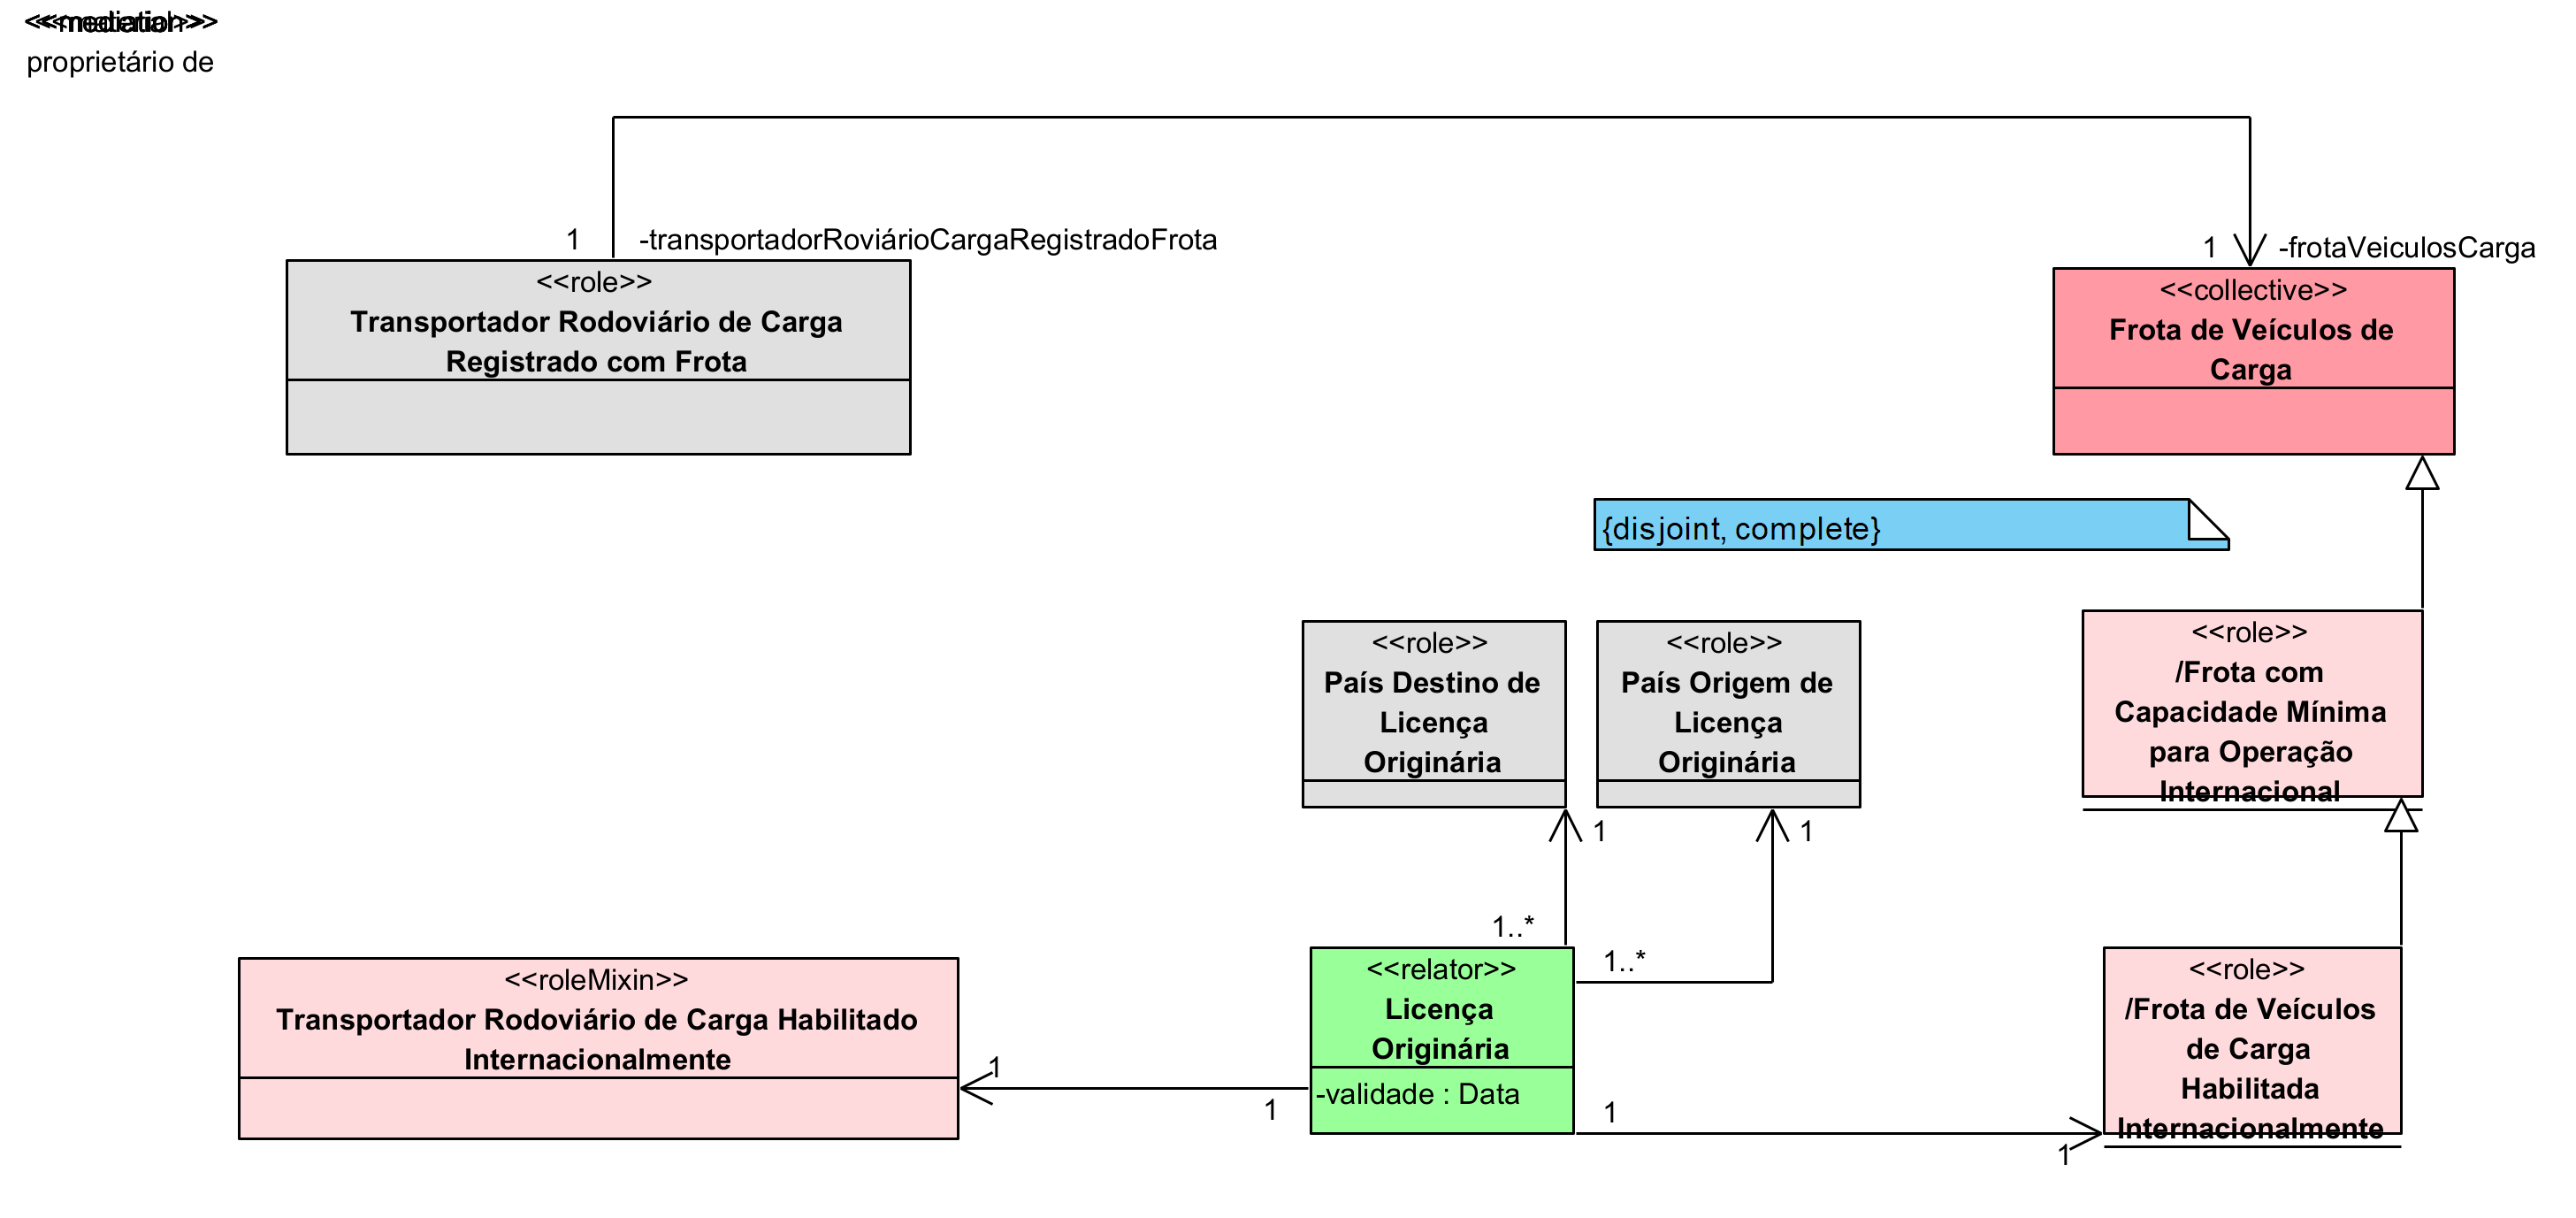 <<mediation>>
<<material>>
proprietário de
1
-transportadorRoviárioCargaRegistradoFrota
1
-frotaVeiculosCarga
<<role>>
Transportador Rodoviário de Carga
Registrado com Frota
<<collective>>
Frota de Veículos de
Carga
{disjoint, complete}
<<role>>
País Destino de
Licença
Originária
<<role>>
País Origem de
Licença
Originária
<<role>>
/Frota com
Capacidade Mínima
para Operação
Internacional
1
1
1..*
1..*
<<roleMixin>>
Transportador Rodoviário de Carga Habilitado
Internacionalmente
<<relator>>
Licença
Originária
-validade : Data
<<role>>
/Frota de Veículos
de Carga
Habilitada
Internacionalmente
1
1
1
1